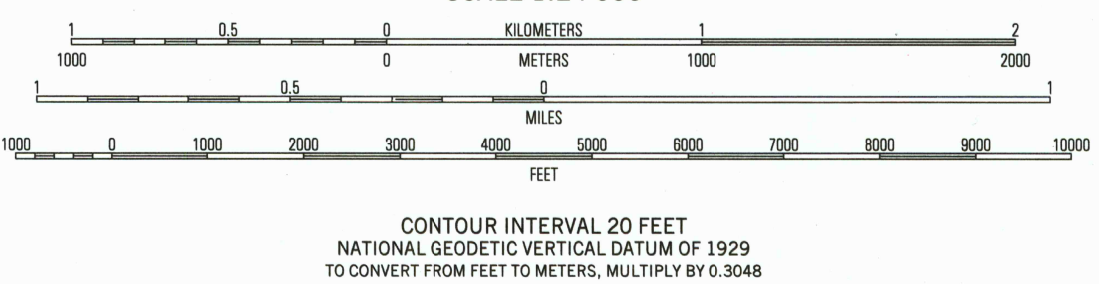 1 0.5 0 KILOMETERS 1 2
1000 0 METERS 1000 2000
1 0.5 0 1
MILES
1000 0 1000 2000 3000 4000 5000 6000 7000 8000 9000 10000
FEET
CONTOUR INTERVAL 20 FEET
NATIONAL GEODETIC VERTICAL DATUM OF 1929
TO CONVERT FROM FEET TO METERS, MULTIPLY BY 0.3048